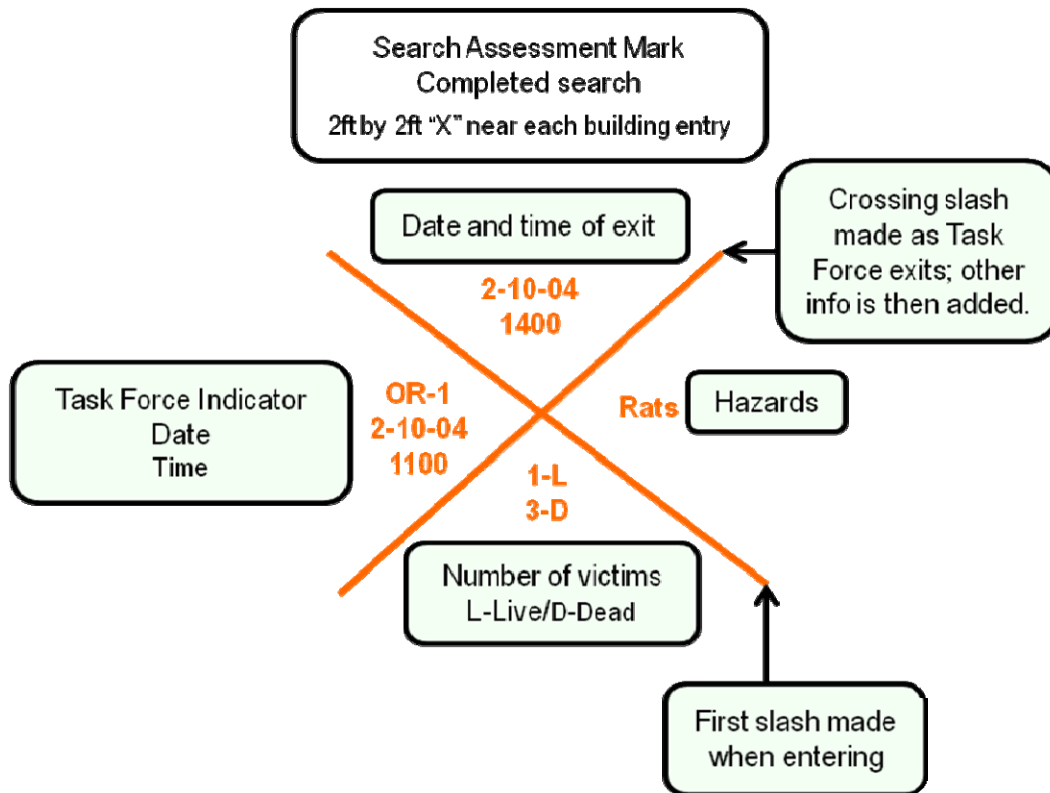 Search Assessment Mark
Completed search
2ft by 2ft “X” near each building entry
Date and time of exit
2-10-04
1400
Crossing slash
made as Task
Force exits; other
info is then added.
Task Force Indicator
Date
Time
OR-1
2-10-04
1100
Rats
Hazards
1-L
3-D
Number of victims
L-Live/D-Dead
First slash made
when entering